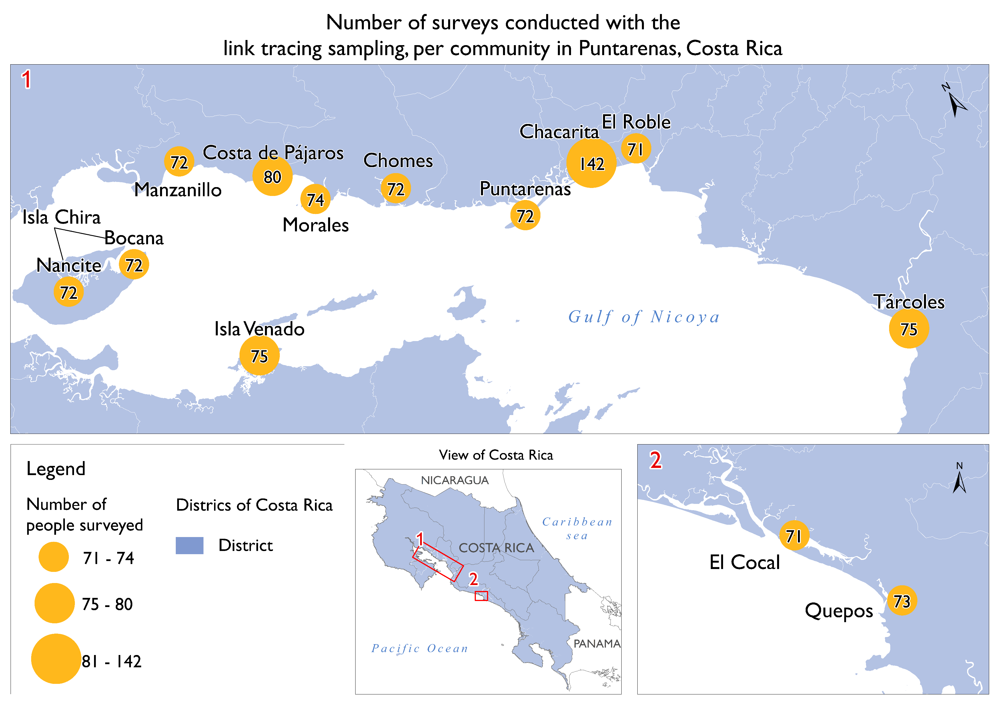 Number of surveys conducted with the
link tracing sampling, per community in Puntarenas, Costa Rica
1
N
El Roble
Chacarita
71
Costa de Pájaros
Chomes
72
142
80
Manzanillo
Puntarenas
72
74
72
Isla Chira
Morales
Bocana
Nancite
72
72
Tárcoles
Gulf of Nicoya
Isla Venado
75
75
Legend
Number of
people surveyed
71 - 74
75 - 80
81 - 142
Districs of Costa Rica
District
View of Costa Rica
NICARAGUA
Caribbean
sea
1
COSTA RICA
2
PANAMA
Pacific Ocean
2
N
71
El Cocal
73
Quepos